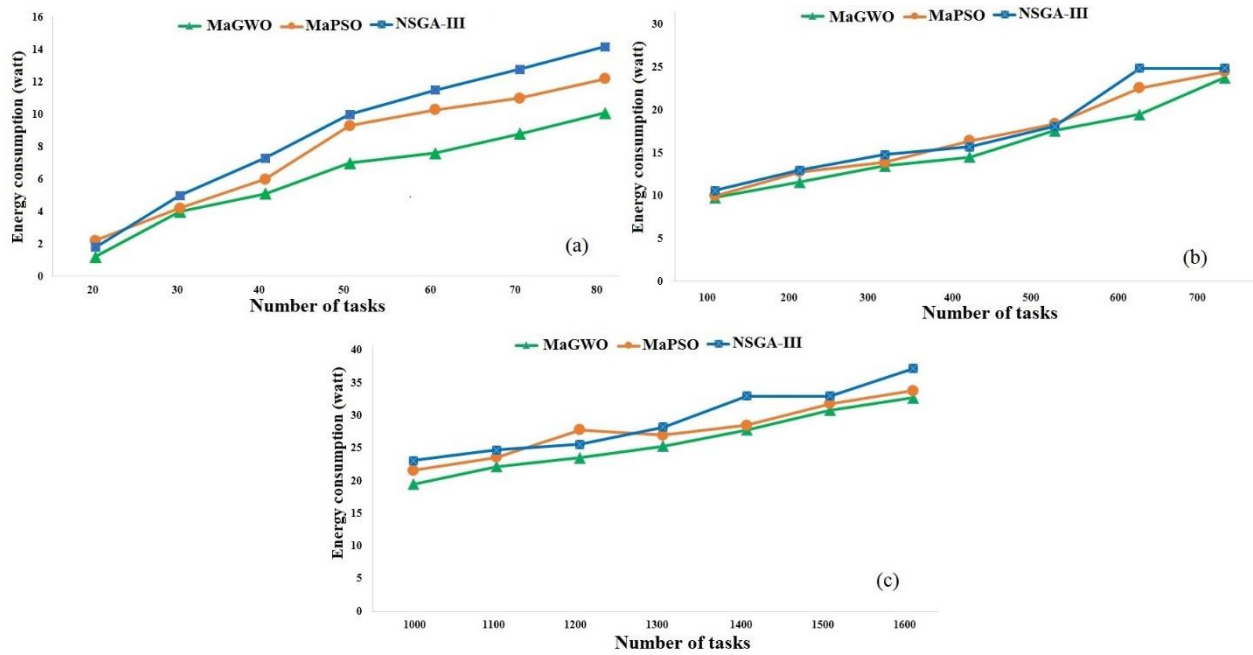 MaGWO MaPSO NSGA-III
Energy consumption (watt)
16
14
12
10
8
6
4
2
0
20 30 40 50 60 70 80
Number of tasks
(a)
MaGWO MaPSO NSGA-III
Energy consumption (watt)
30
25
20
15
10
5
0
100 200 300 400 500 600 700
Number of tasks
(b)
MaGWO MaPSO NSGA-III
Energy consumption (watt)
40
35
30
25
20
15
10
5
0
1000 1100 1200 1300 1400 1500 1600
Number of tasks
(c)